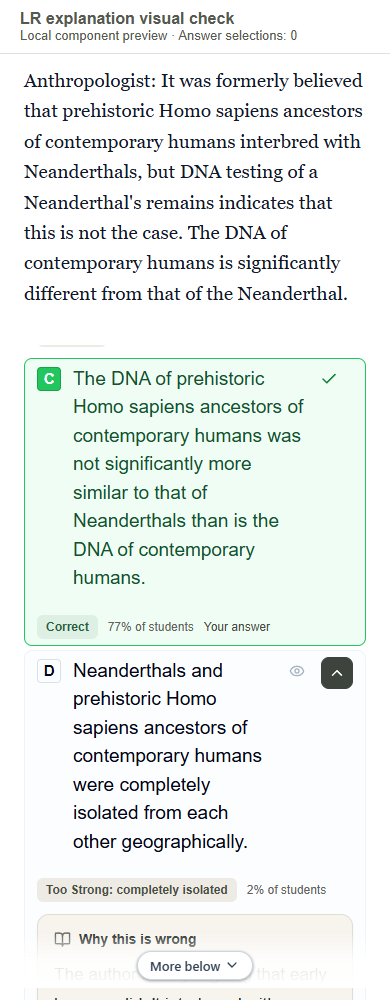 LR explanation visual check
Local component preview · Answer selections: 0
Anthropologist: It was formerly believed
that prehistoric Homo sapiens ancestors
of contemporary humans interbred with
Neanderthals, but DNA testing of a
Neanderthal's remains indicates that
this is not the case. The DNA of
contemporary humans is significantly
different from that of the Neanderthal.
C The DNA of prehistoric
Homo sapiens ancestors of
contemporary humans was
not significantly more
similar to that of
Neanderthals than is the
DNA of contemporary
humans.
Correct 77% of students Your answer
D Neanderthals and
prehistoric Homo
sapiens ancestors of
contemporary humans
were completely
isolated from each
other geographically.
Too Strong: completely isolated 2% of students
Why this is wrong
The author that early
More below